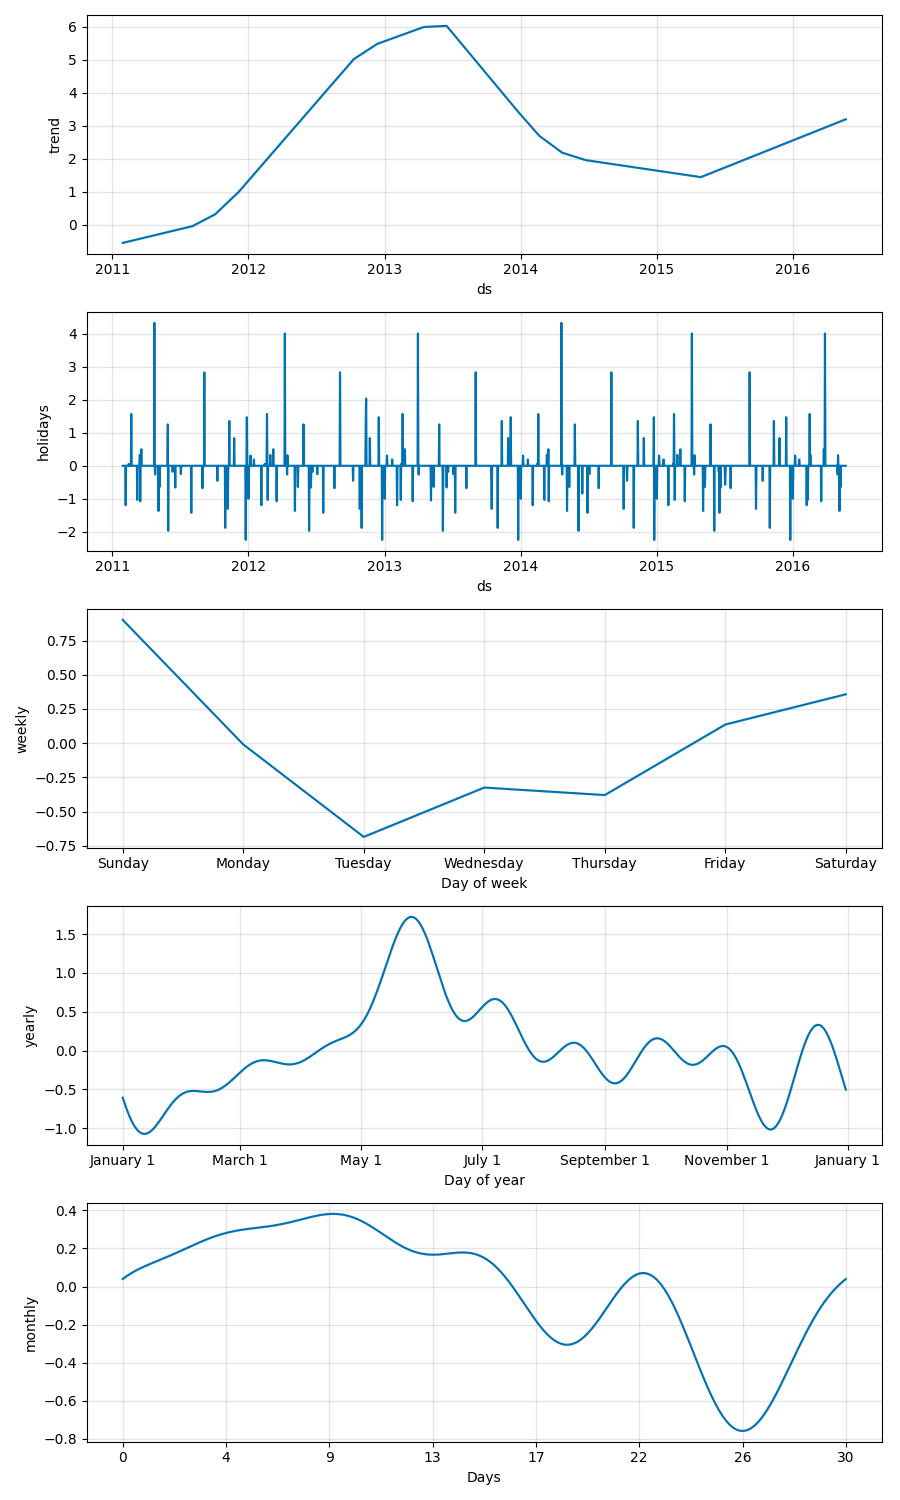 6
5
4
3
2
1
0
trend
2011 2012 2013 2014 2015 2016
ds
4
3
2
1
0
−1
−2
holidays
2011 2012 2013 2014 2015 2016
ds
0.75
0.50
0.25
0.00
−0.25
−0.50
−0.75
weekly
Sunday Monday Tuesday Wednesday Thursday Friday Saturday
Day of week
1.5
1.0
0.5
0.0
−0.5
−1.0
yearly
January 1 March 1 May 1 July 1 September 1 November 1 January 1
Day of year
0.4
0.2
0.0
−0.2
−0.4
−0.6
−0.8
monthly
0 4 9 13 17 22 26 30
Days